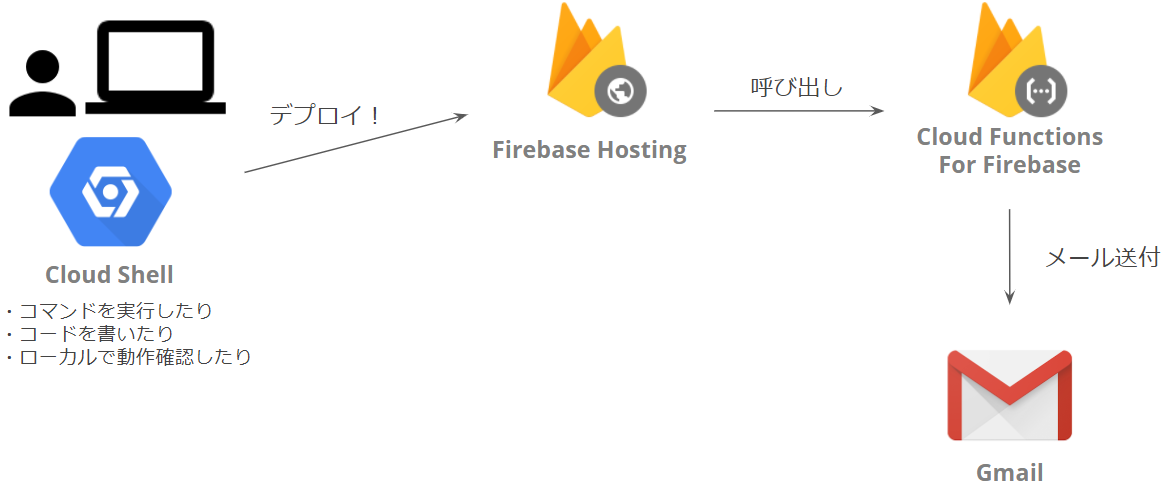 デプロイ！
呼び出し
Firebase Hosting
Cloud Functions
For Firebase
Cloud Shell
・コマンドを実行したり
・コードを書いたり
・ローカルで動作確認したり
メール送付
Gmail